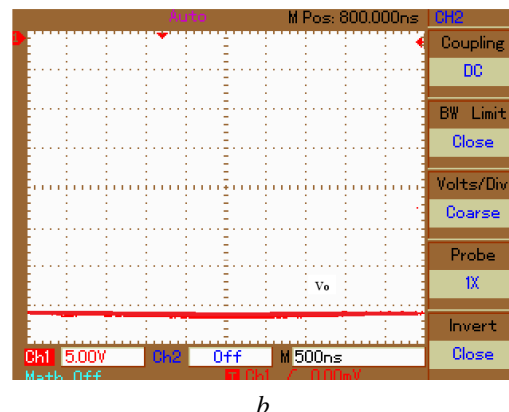 Auto M Pos: 800.000ns CH2
1
Coupling
DC
BW Limit
Close
Volts/Div
Coarse
Probe
1X
Invert
Close
Vo
Ch1 5.00V Ch2 Off M 500ns
Math Off T Ch1 0.00mV
b